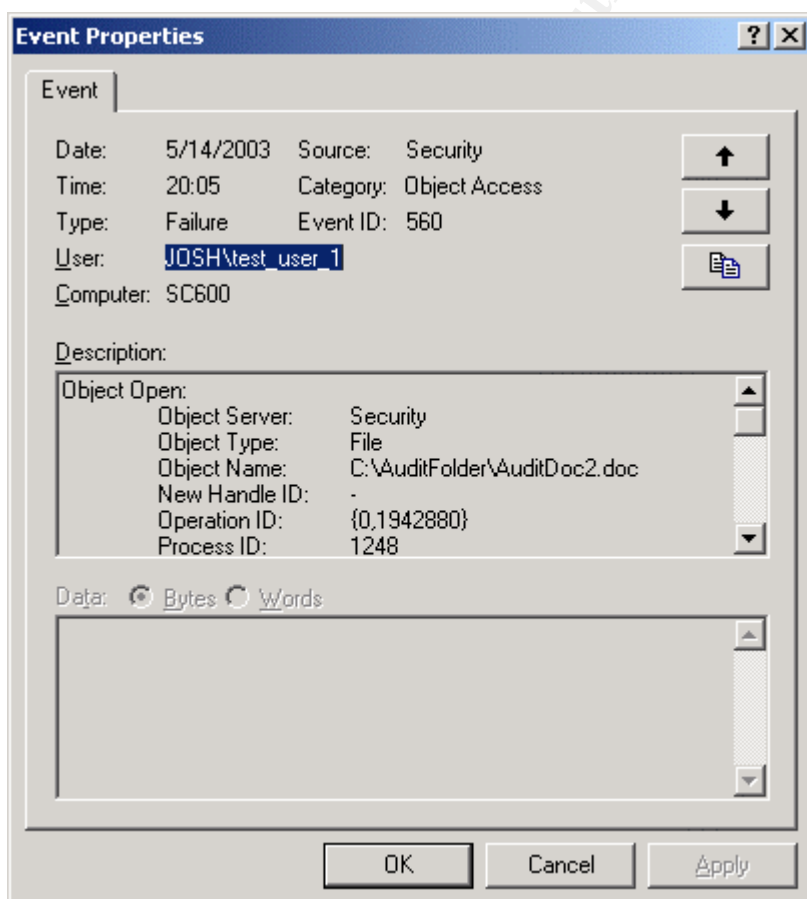 Event Properties
Event
Date: 5/14/2003 Source: Security
Time: 20:05 Category: Object Access
Type: Failure Event ID: 560
User: JOSH\test_user_1
Computer: SC600
Description:
Object Open:
Object Server: Security
Object Type: File
Object Name: C:\AuditFolder\AuditDoc2.doc
New Handle ID: -
Operation ID: {0,1942880}
Process ID: 1248
Data: Bytes Words
OK Cancel Apply